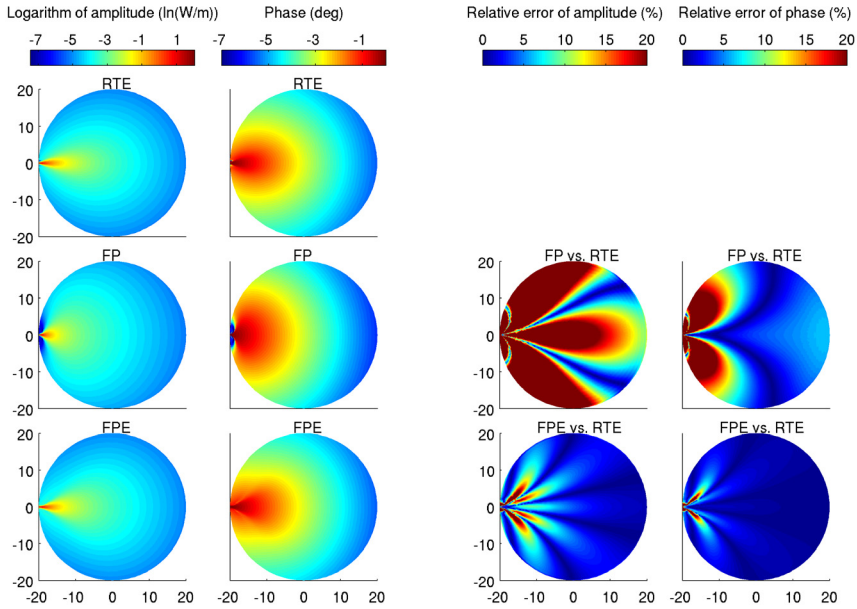 Logarithm of amplitude (ln(W/m)) Phase (deg) Relative error of amplitude (%) Relative error of phase (%)
-7 -5 -3 -1 1 -7 -5 -3 -1 0 5 10 15 20 0 5 10 15 20
RTE RTE
20
10
0
-10
-20
FP FP FP vs. RTE FP vs. RTE
20 20
10 10
0 0
-10 -10
-20 -20
FPE FPE FPE vs. RTE FPE vs. RTE
20 20
10 10
0 0
-10 -10
-20 -20
-20 -10 0 10 20 -20 -10 0 10 20 -20 -10 0 10 20 -20 -10 0 10 20